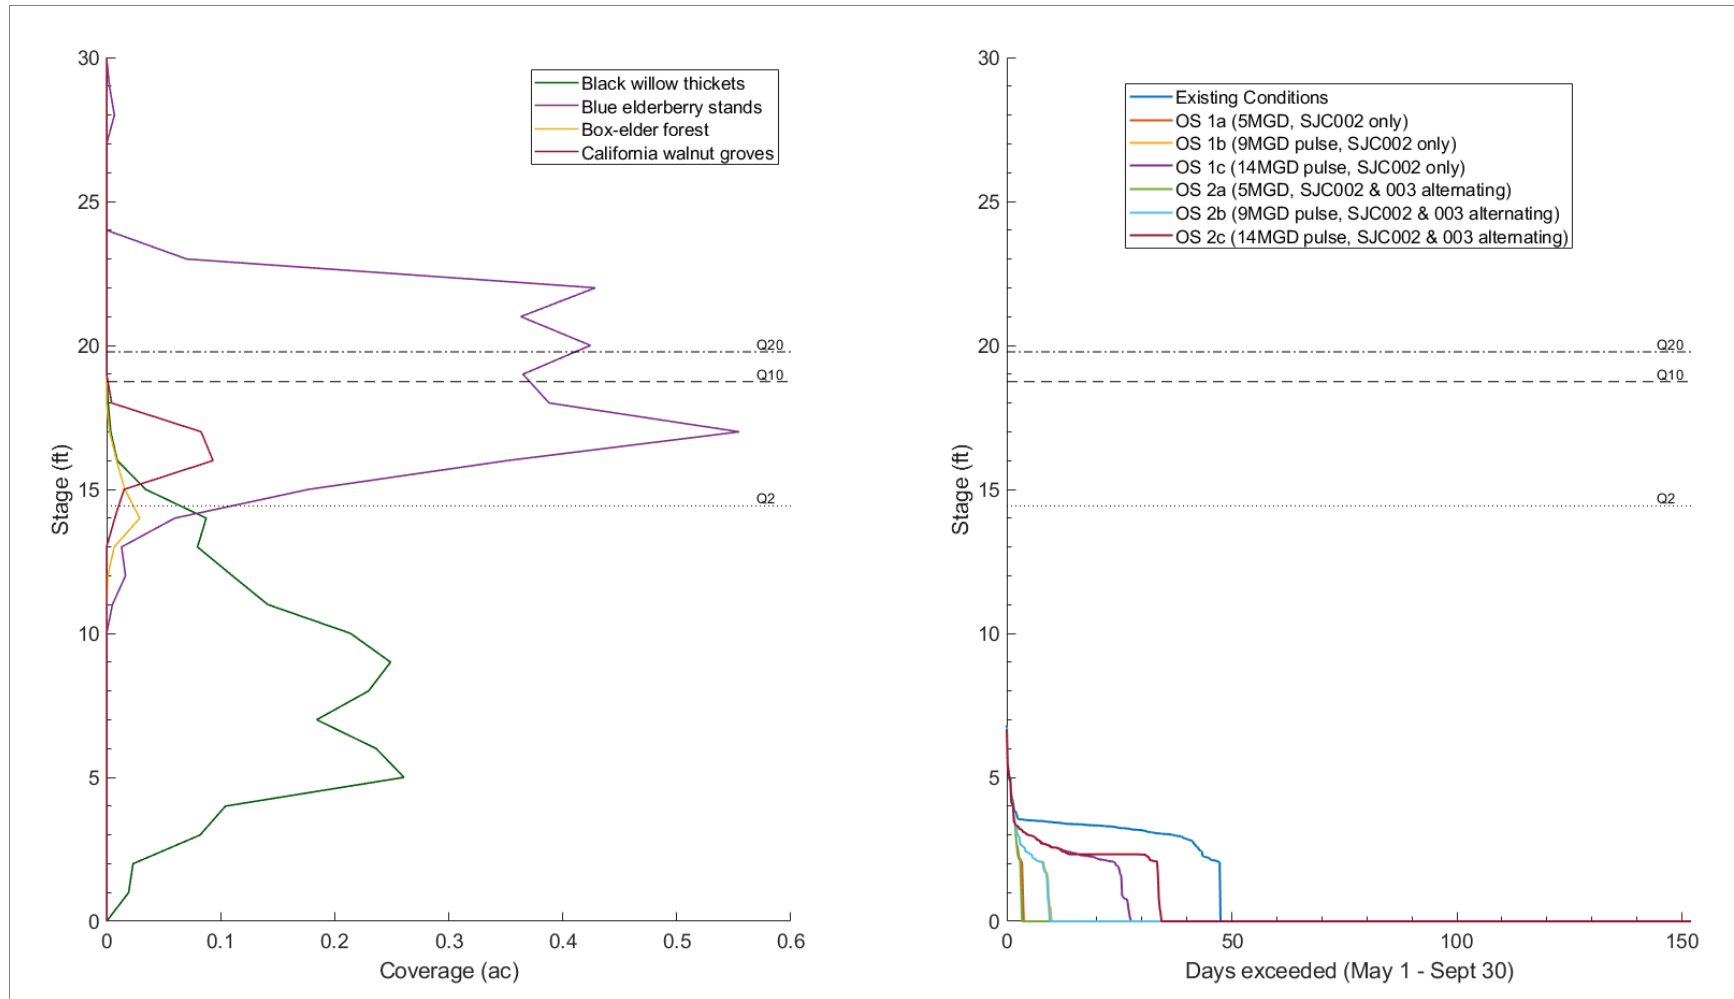 30
25
20
15
10
5
0
Stage (ft)
0
0.1
0.2
0.3
0.4
0.5
0.6
Coverage (ac)
Black willow thickets
Blue elderberry stands
Box-elder forest
California walnut groves
Q20
Q10
Q2
30
25
20
15
10
5
0
Stage (ft)
0
50
100
150
Days exceeded (May 1 - Sept 30)
Existing Conditions
OS 1a (5MGD, SJC002 only)
OS 1b (9MGD pulse, SJC002 only)
OS 1c (14MGD pulse, SJC002 only)
OS 2a (5MGD, SJC002 & 003 alternating)
OS 2b (9MGD pulse, SJC002 & 003 alternating)
OS 2c (14MGD pulse, SJC002 & 003 alternating)
Q20
Q10
Q2